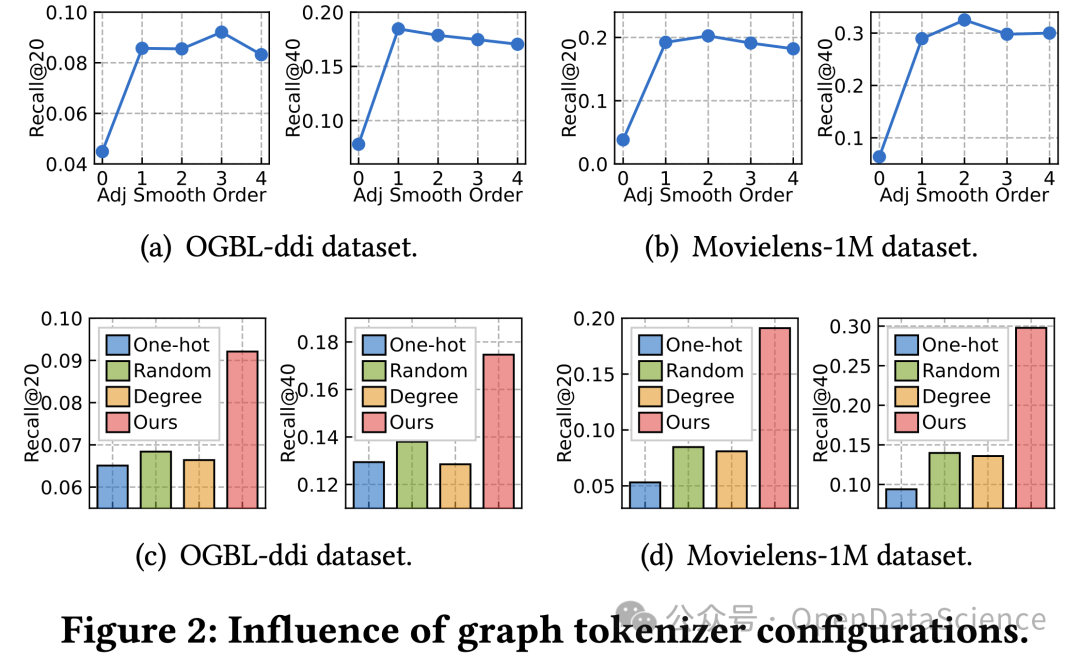 0.10
0.08
0.06
0.04
Recall@20
0 1 2 3 4
Adj Smooth Order
0.20
0.15
0.10
Recall@40
0 1 2 3 4
Adj Smooth Order
(a) OGBL-ddi dataset.
0.2
0.1
0.0
Recall@20
0 1 2 3 4
Adj Smooth Order
0.3
0.2
0.1
Recall@40
0 1 2 3 4
Adj Smooth Order
(b) Movielens-1M dataset.
0.10
0.09
0.08
0.07
0.06
Recall@20
One-hot
Random
Degree
Ours
0.18
0.16
0.14
0.12
Recall@40
One-hot
Random
Degree
Ours
(c) OGBL-ddi dataset.
0.20
0.15
0.10
0.05
Recall@20
One-hot
Random
Degree
Ours
0.30
0.25
0.20
0.15
0.10
Recall@40
One-hot
Random
Degree
Ours
(d) Movielens-1M dataset.
公众号 · OpenDataScience
Figure 2: Influence of graph tokenizer configurations.